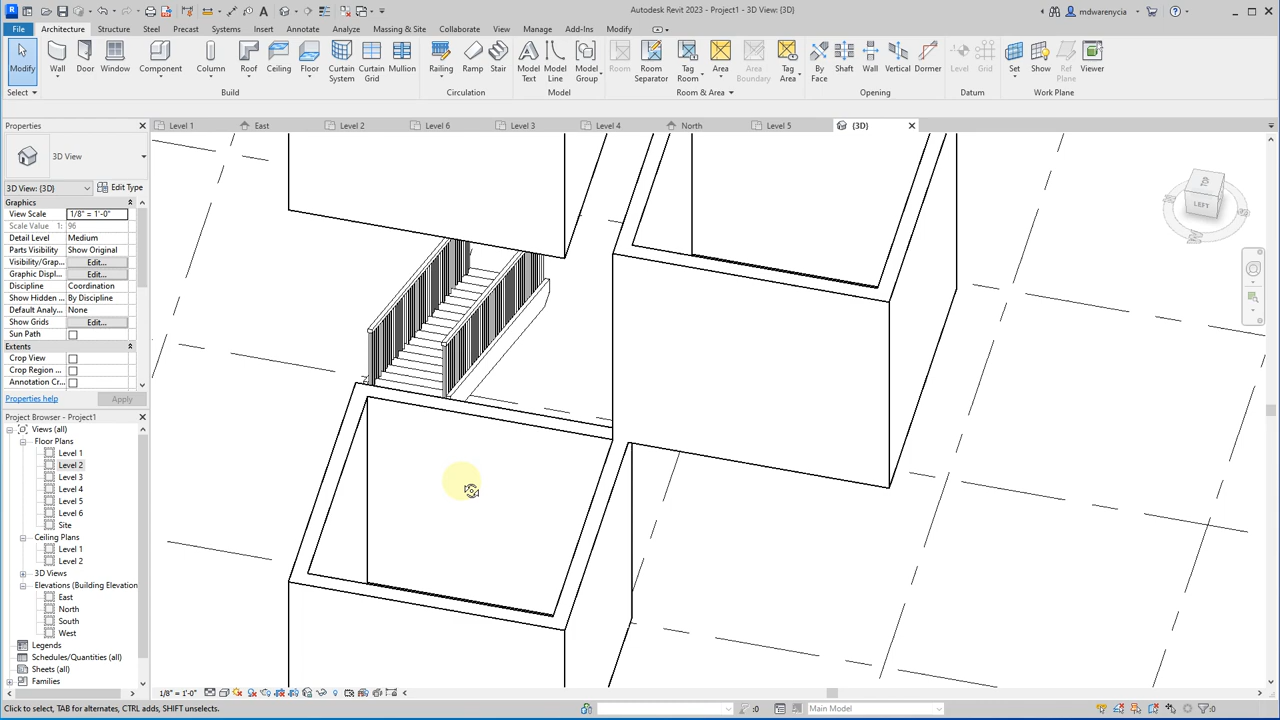 Autodesk Revit 2023 - Project1 - 3D View: {3D}
mdwarenycia
R
File Architecture Structure Steel Precast Systems Insert Annotate Analyze Massing & Site Collaborate View Manage Add-Ins Modify
Modify Wall Door Window Component Column Roof Ceiling Floor Curtain System Curtain Grid Mullion Railing Ramp Stair Model Text Model Line Model Group Room Room Separator Tag Room Area Area Boundary Tag Area By Face Shaft Wall Vertical Dormer Level Grid Set Show Ref Plane Viewer
Select Build Circulation Model Room & Area Opening Datum Work Plane
Properties
Level 1 East Level 2 Level 6 Level 3 Level 4 North Level 5 {3D}
3D View
3D View: {3D} Edit Type
Graphics
View Scale 1/8" = 1'-0"
Scale Value 1: 96
Detail Level Medium
Parts Visibility Show Original
Visibility/Grap... Edit...
Graphic Displ... Edit...
Discipline Coordination
Show Hidden ... By Discipline
Default Analy... None
Show Grids Edit...
Sun Path
Extents
Crop View
Crop Region ...
Annotation Cr...
Properties help Apply
Project Browser - Project1
Views (all)
Floor Plans
Level 1
Level 2
Level 3
Level 4
Level 5
Level 6
Site
Ceiling Plans
Level 1
Level 2
3D Views
Elevations (Building Elevation
East
North
South
West
Legends
Schedules/Quantities (all)
Sheets (all)
Families
LEFT
1/8" = 1'-0"
Click to select, TAB for alternates, CTRL adds, SHIFT unselects.
:0
Main Model
:0